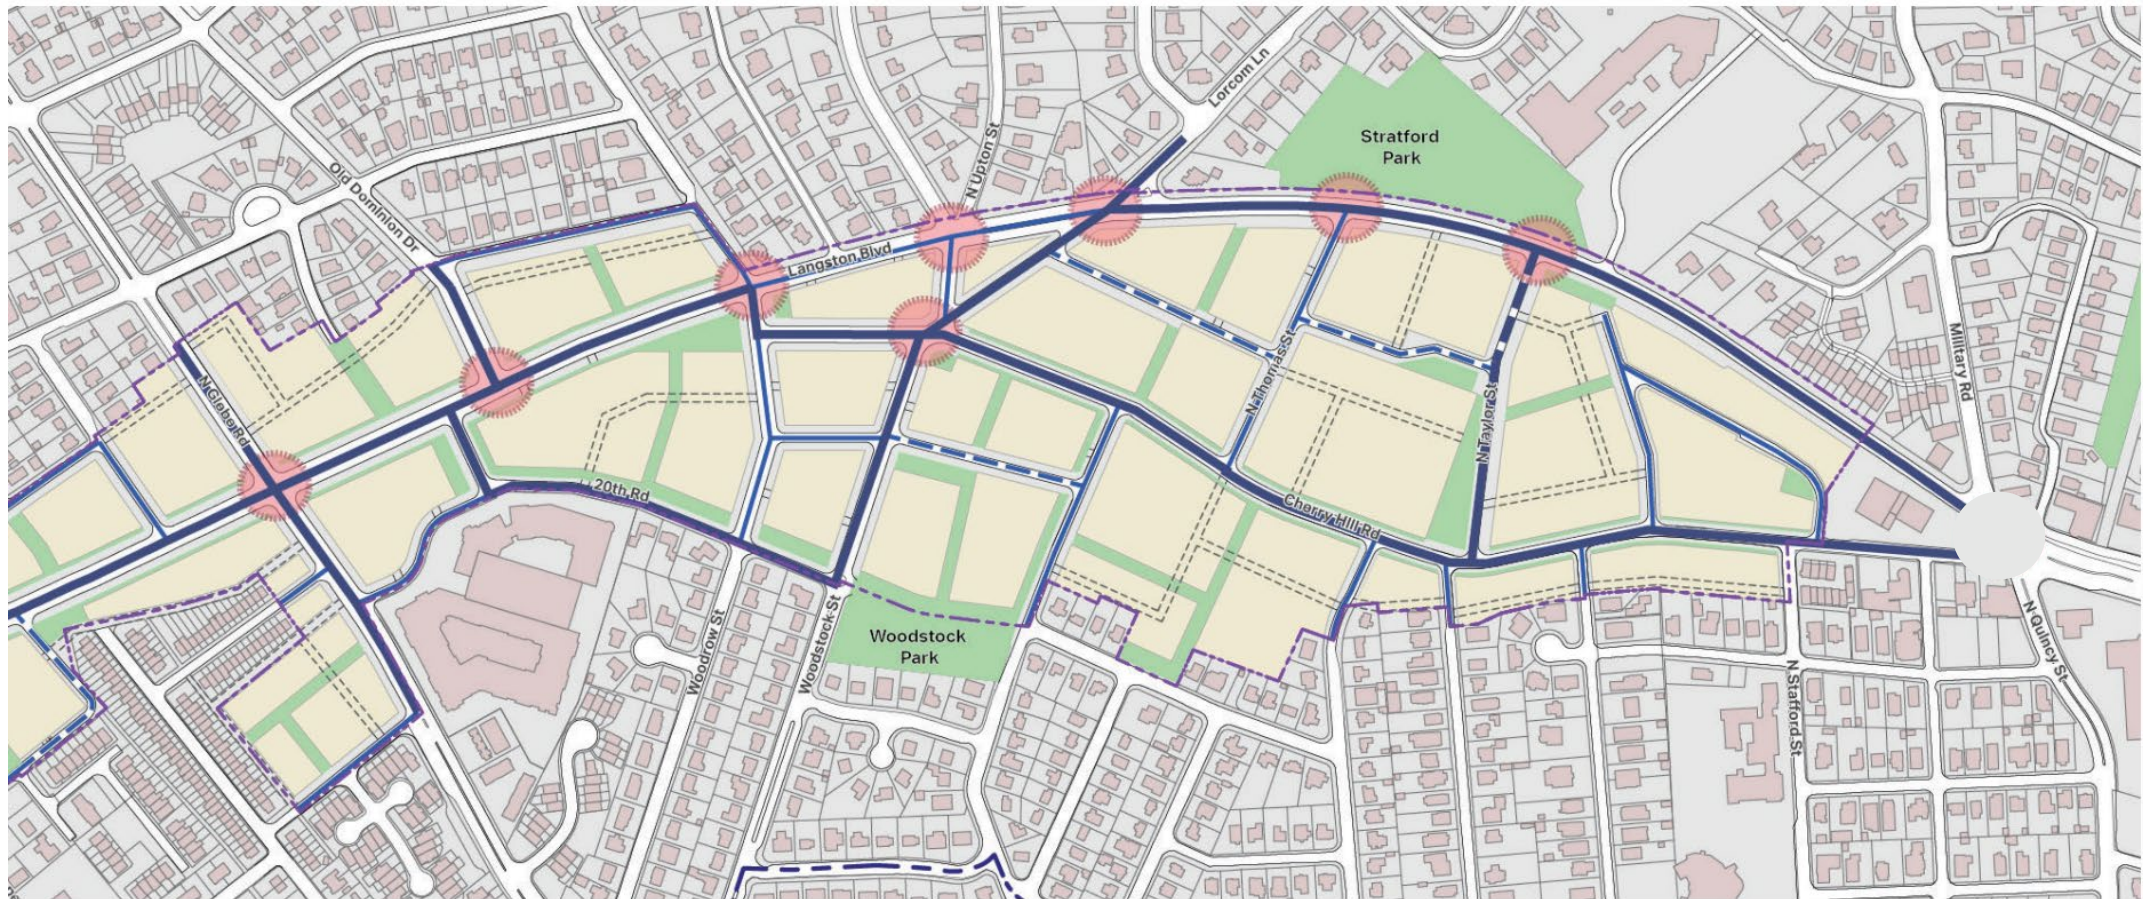 Lorcom Ln
Stratford
Park
N Upton St
Old Dominion Dr
Langston Blvd
Military Rd
N Glebe Rd
N Thomas St
N Taylor St
20th Rd
Cherry Hill Rd
Woodrow St
Woodstock St
Woodstock
Park
N Quincy St
N Stafford St